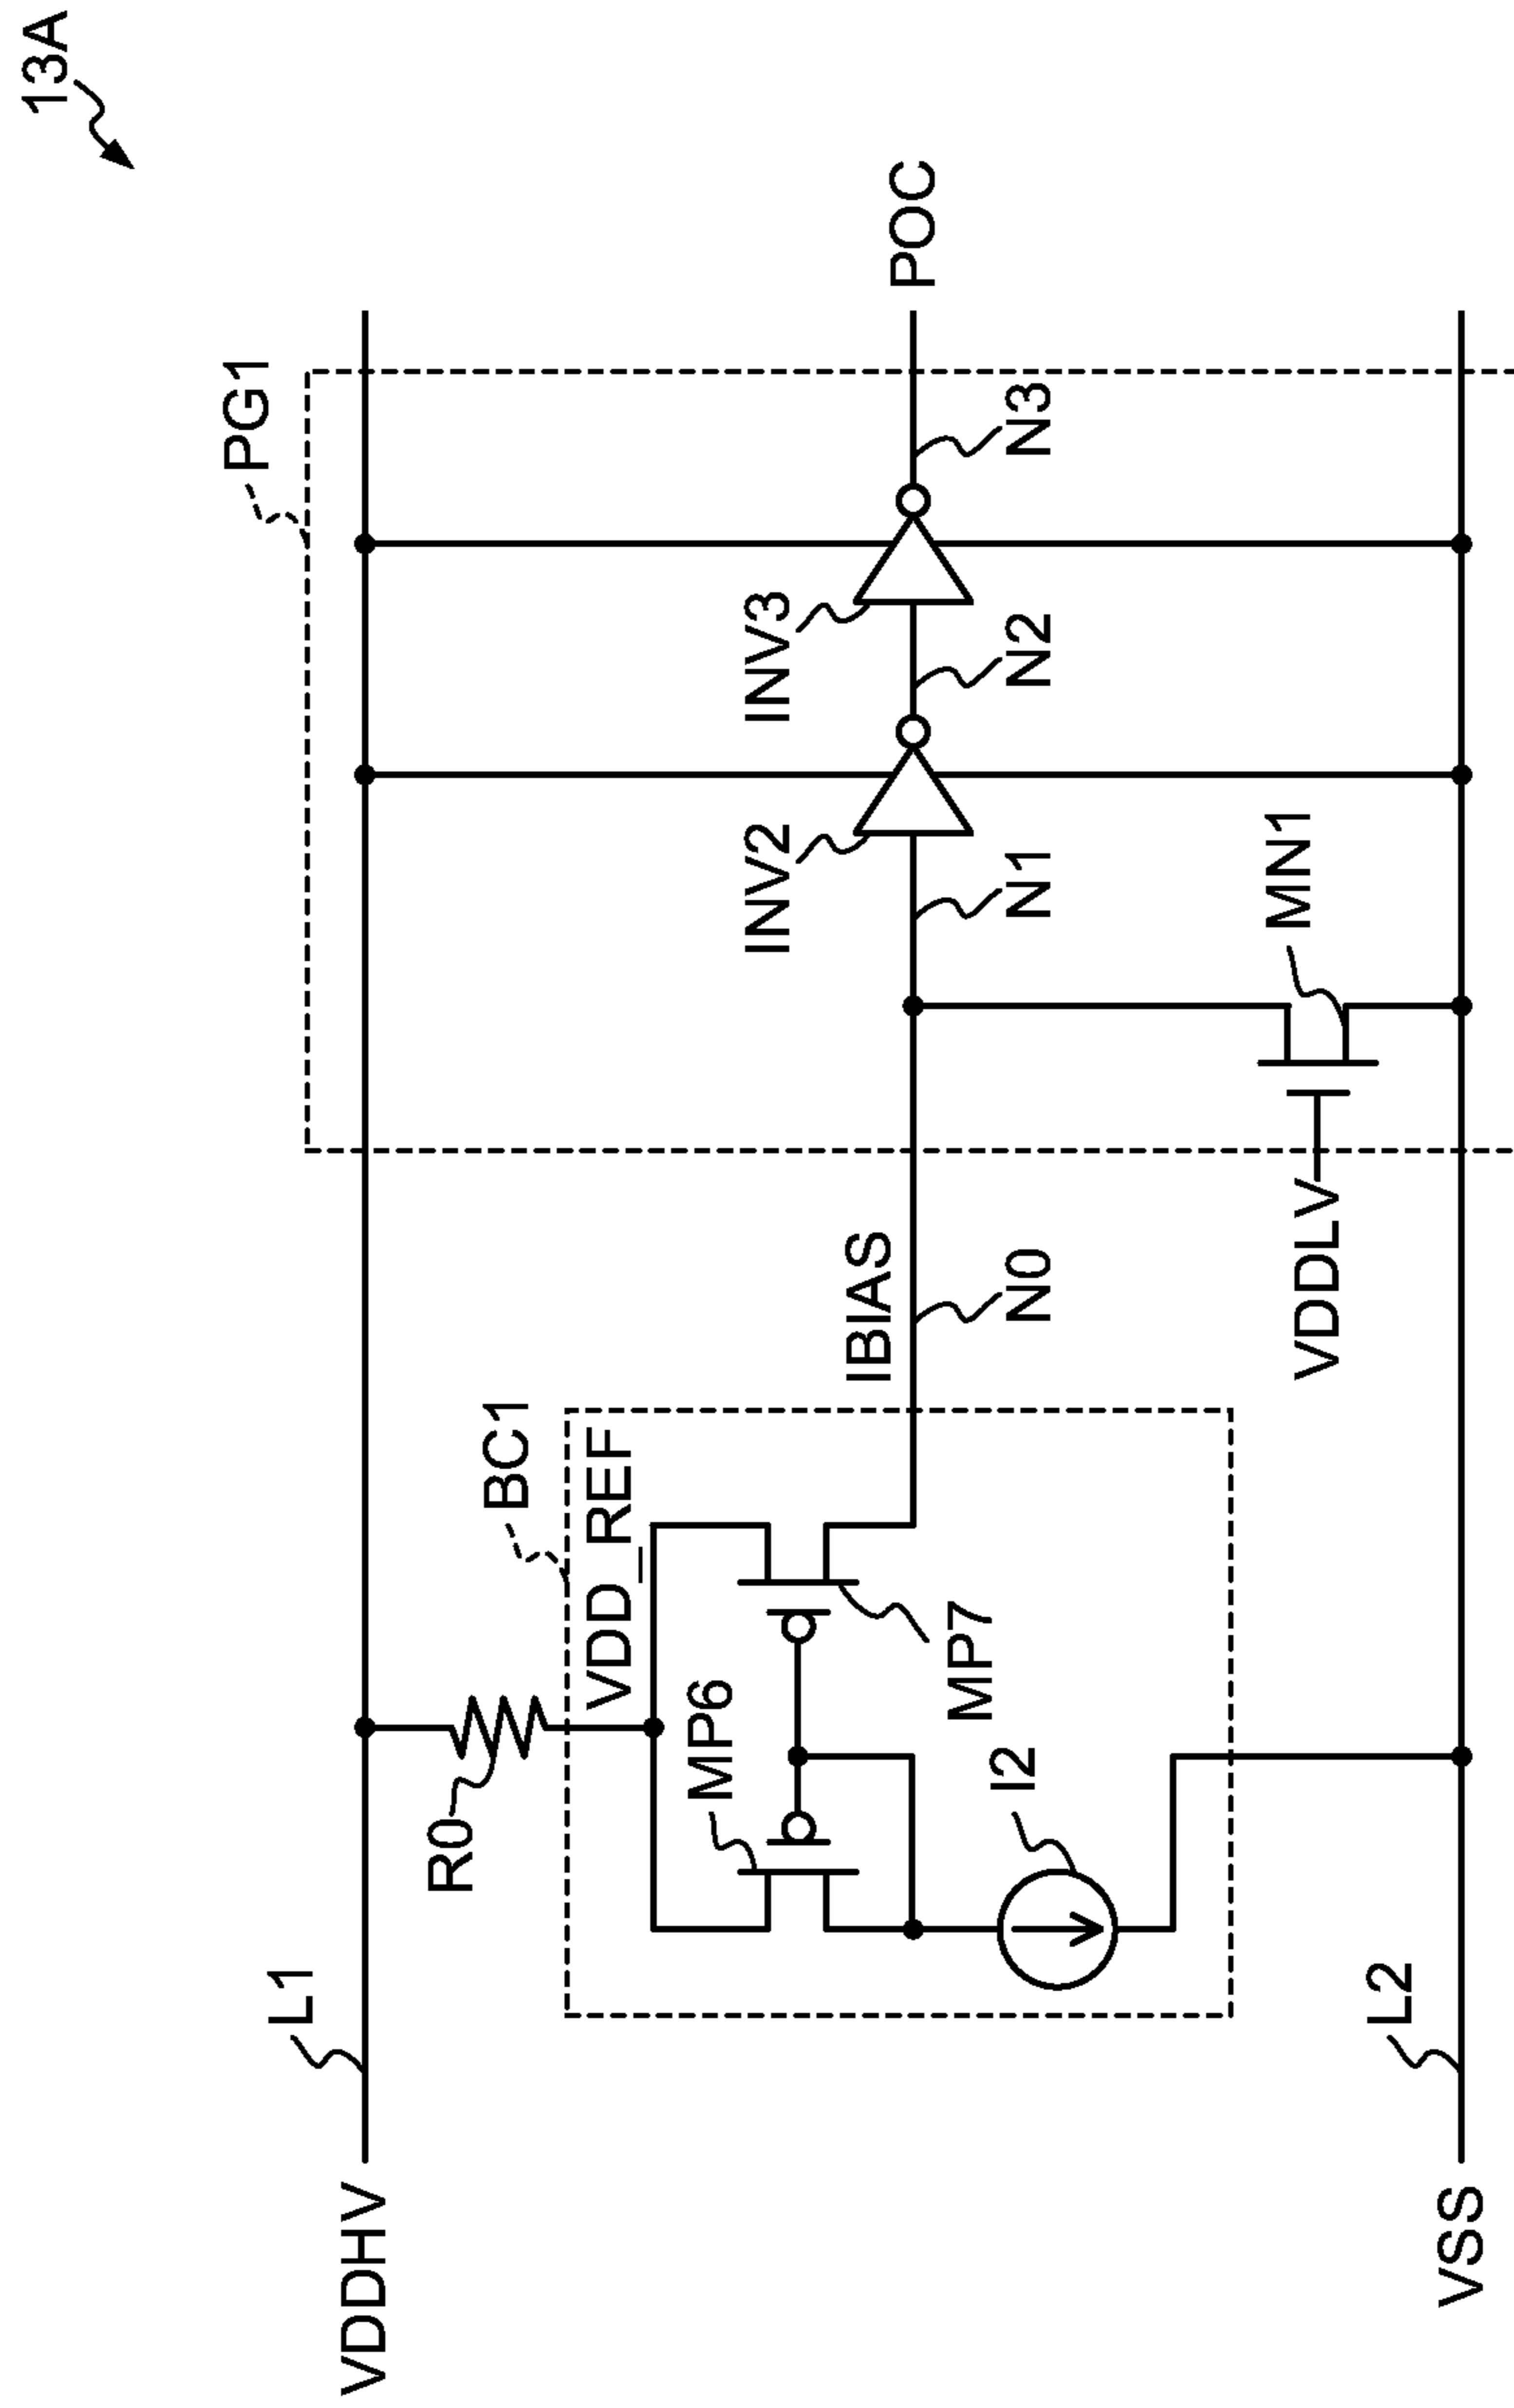 13A
PG1
VDDHV
L1
R0
BC1
VDD_REF
MP6
MP7
I2
IBIAS
N0
INV2
INV3
N1
N2
N3
POC
MN1
VDDLV
L2
VSS